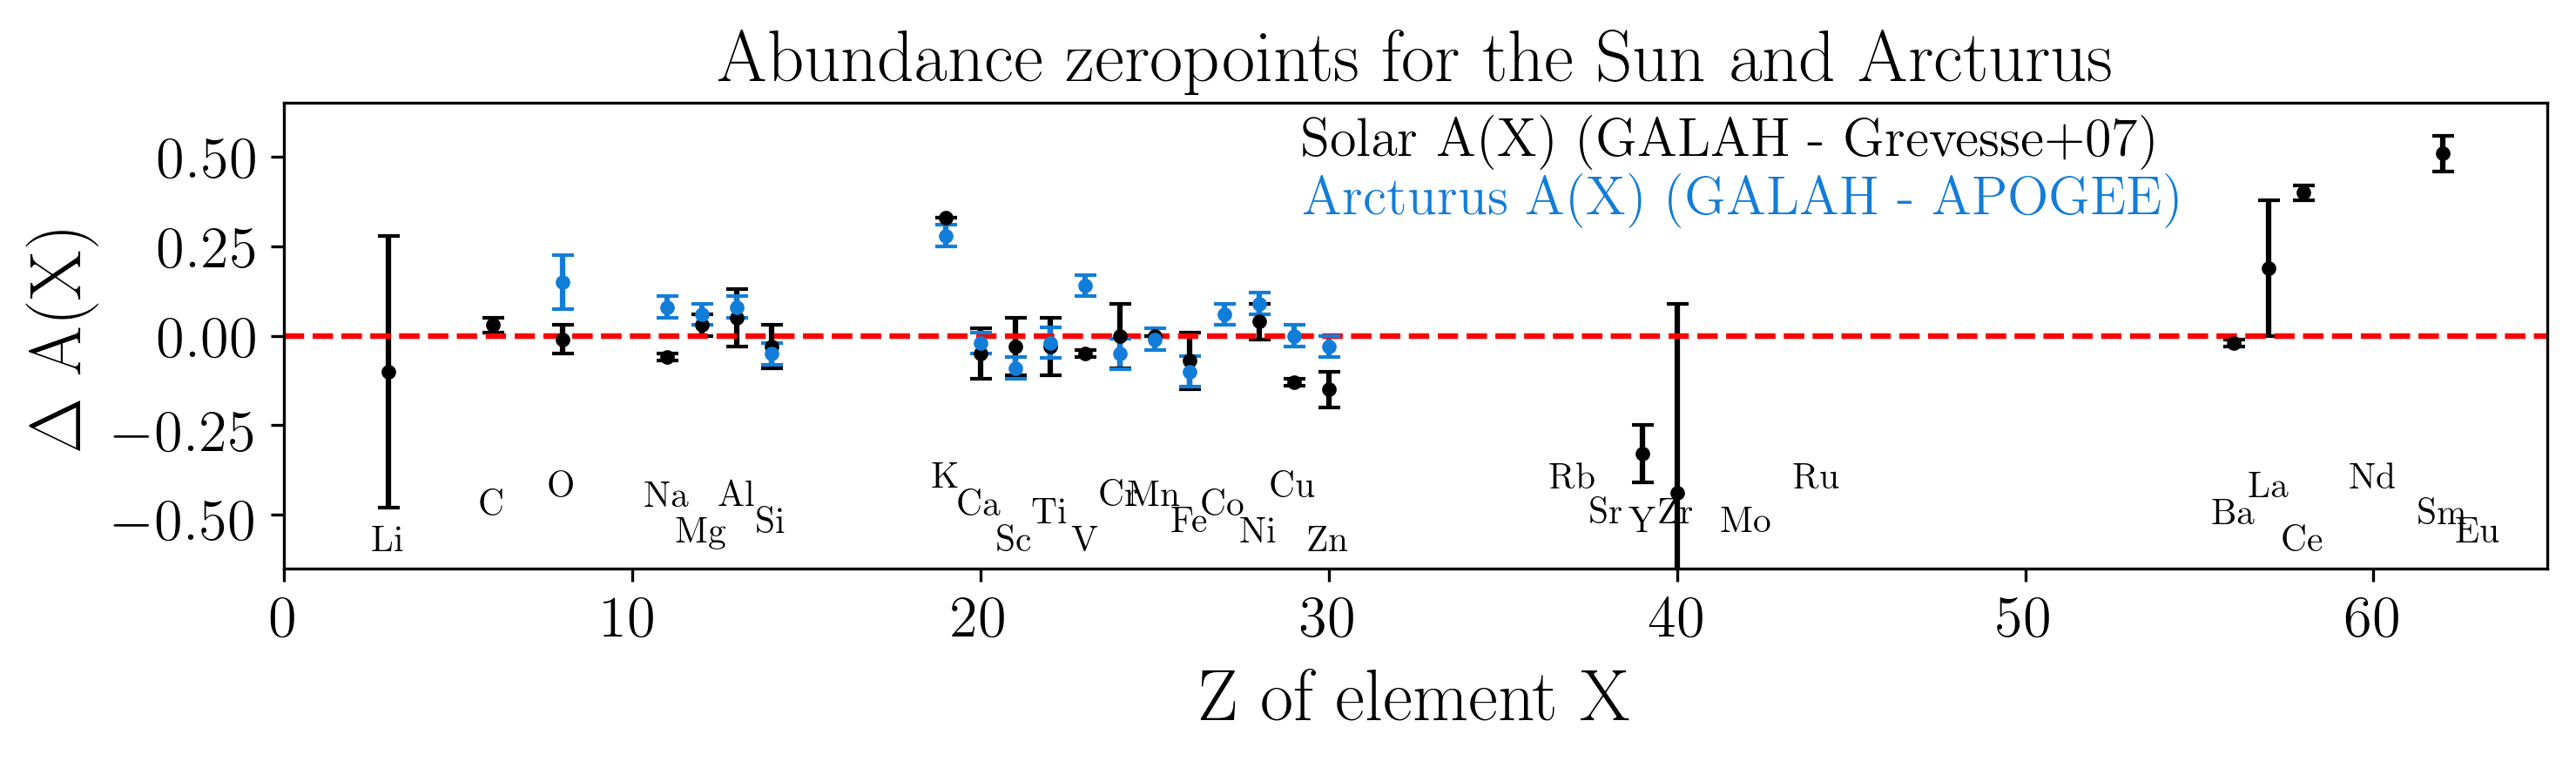 Abundance zeropoints for the Sun and Arcturus
Solar A(X) (GALAH - Grevesse+07)
Arcturus A(X) (GALAH - APOGEE)
Δ A(X)
0.50
0.25
0.00
−0.25
−0.50
Li
C
O
Na
Mg
Al
Si
K
Ca
Sc
Ti
V
Cr
Mn
Fe
Co
Ni
Cu
Zn
Rb
Sr
Y
Zr
Mo
Ru
Ba
La
Ce
Nd
Sm
Eu
0 10 20 30 40 50 60
Z of element X